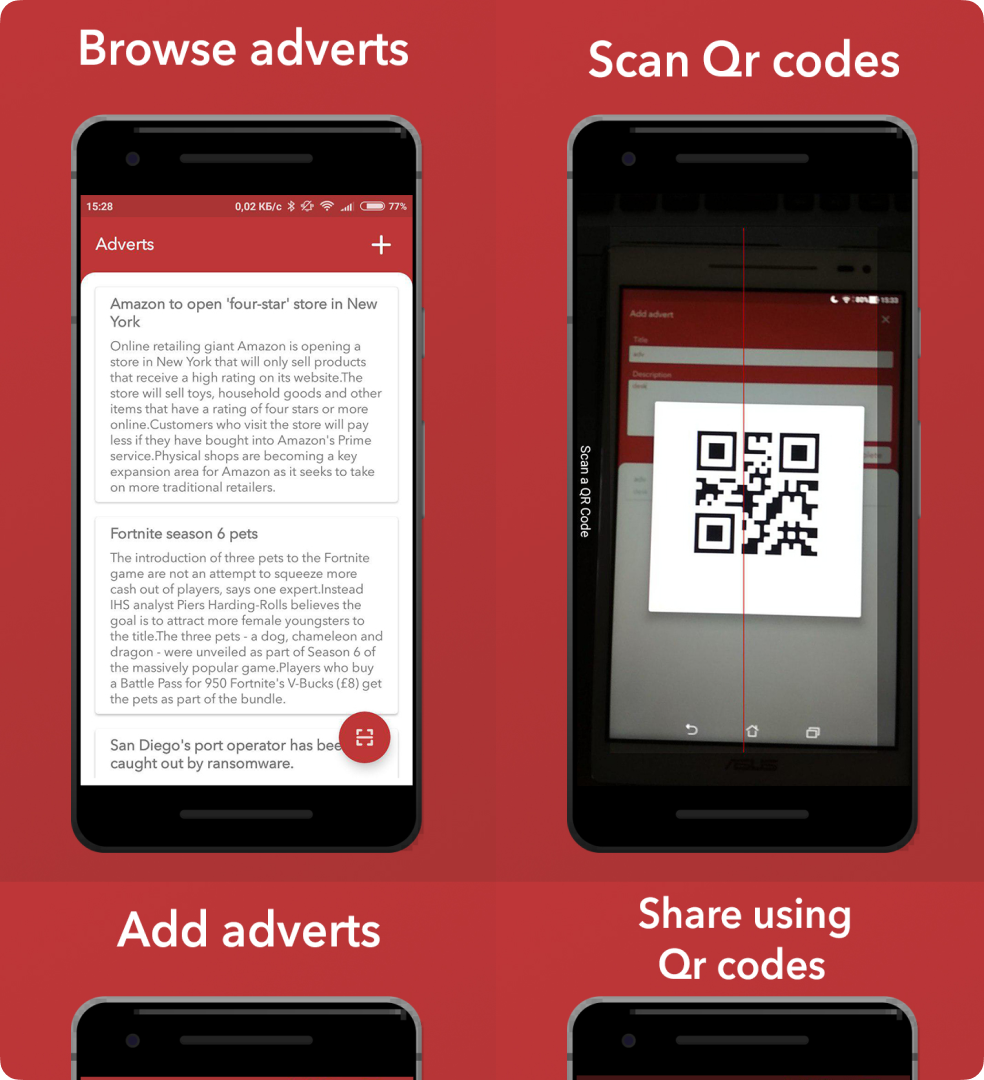 Browse adverts
15:28 0,02 КБ/с 77%
Adverts
Amazon to open 'four-star' store in New
York
Online retailing giant Amazon is opening a
store in New York that will only sell products
that receive a high rating on its website.The
store will sell toys, household goods and other
items that have a rating of four stars or more
online.Customers who visit the store will pay
less if they have bought into Amazon's Prime
service.Physical shops are becoming a key
expansion area for Amazon as it seeks to take
on more traditional retailers.
Fortnite season 6 pets
The introduction of three pets to the Fortnite
game are not an attempt to squeeze more
cash out of players, says one expert.Instead
IHS analyst Piers Harding-Rolls believes the
goal is to attract more female youngsters to
the title.The three pets - a dog, chameleon and
dragon - were unveiled as part of Season 6 of
the massively popular game.Players who buy
a Battle Pass for 950 Fortnite's V-Bucks (£8) get
the pets as part of the bundle.
San Diego's port operator has
caught out by ransomware.
Scan Qr codes
Scan a QR Code
80% 15:33
Add advert
Title
Description
ASUS
Add adverts
Share using
Qr codes